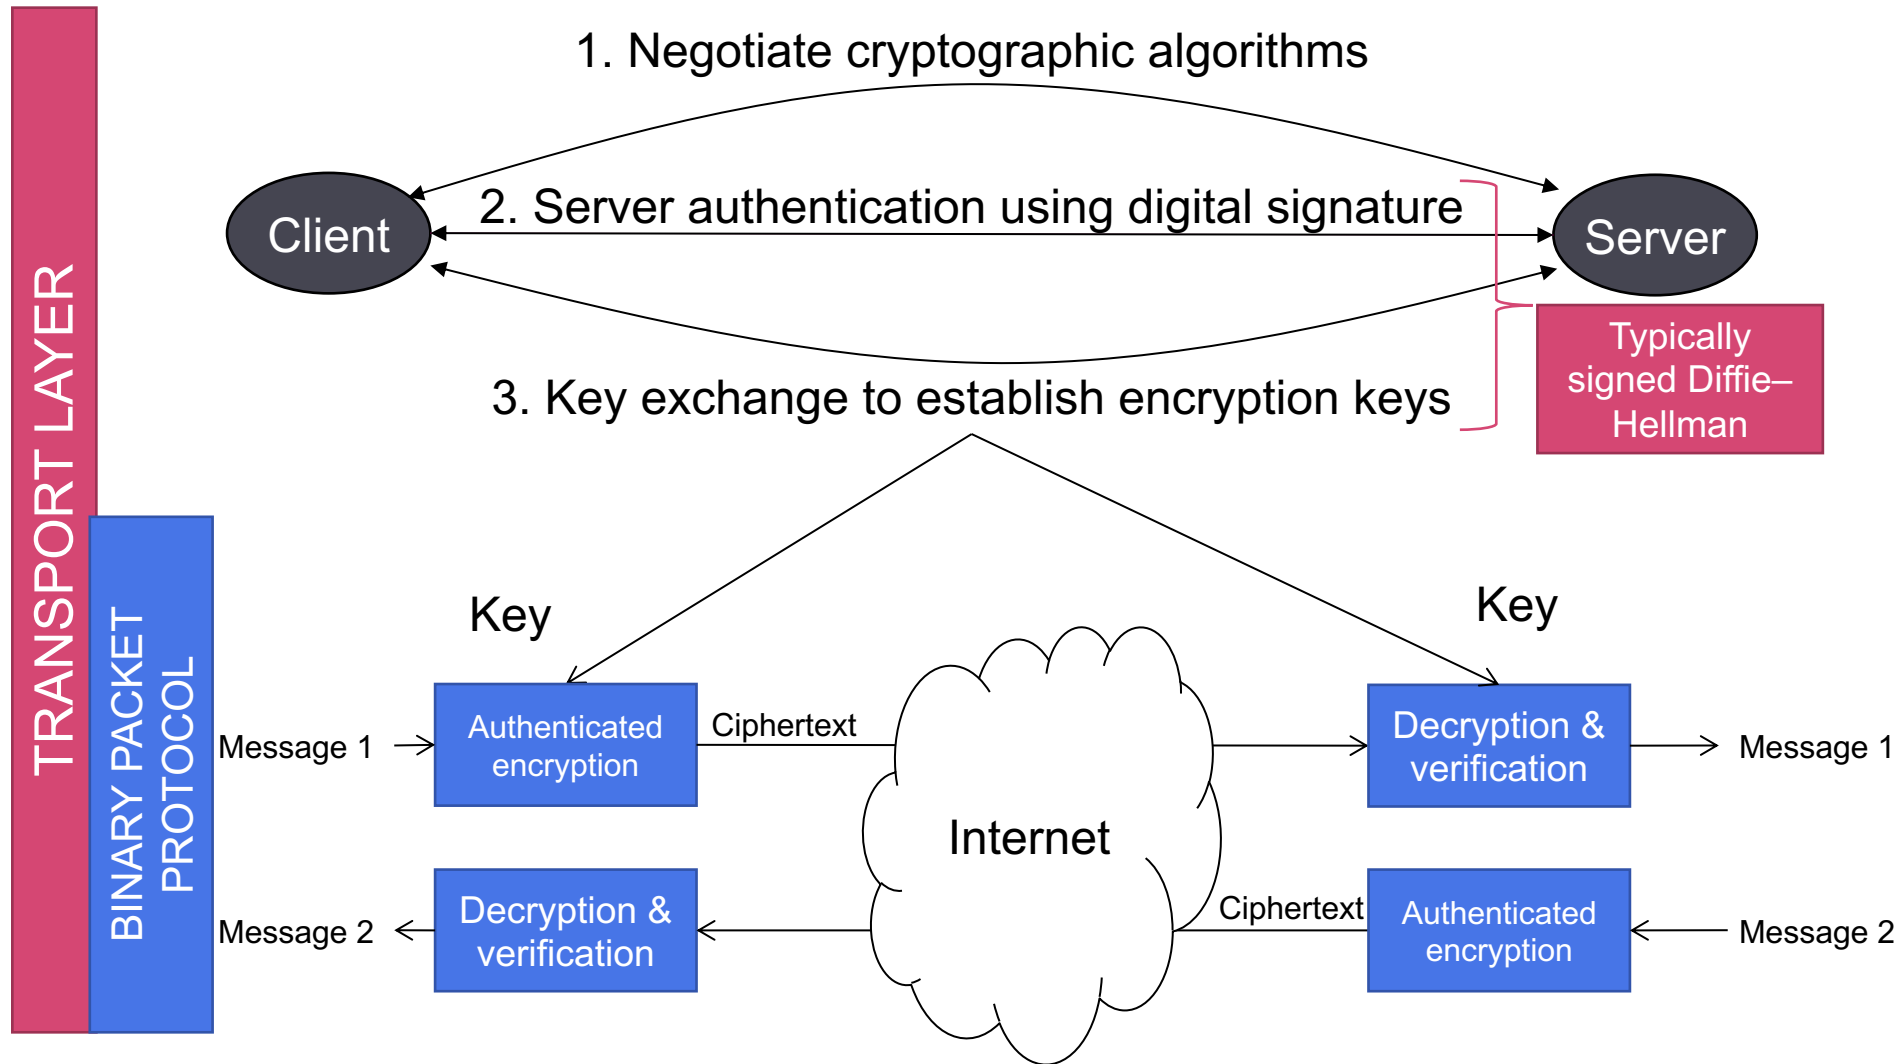 1. Negotiate cryptographic algorithms
Client
2. Server authentication using digital signature
Server
3. Key exchange to establish encryption keys
Typically
signed Diffie–
Hellman
TRANSPORT LAYER
BINARY PACKET
PROTOCOL
Key
Key
Message 1
Authenticated
encryption
Ciphertext
Internet
Decryption &
verification
Message 1
Message 2
Decryption &
verification
Ciphertext
Authenticated
encryption
Message 2